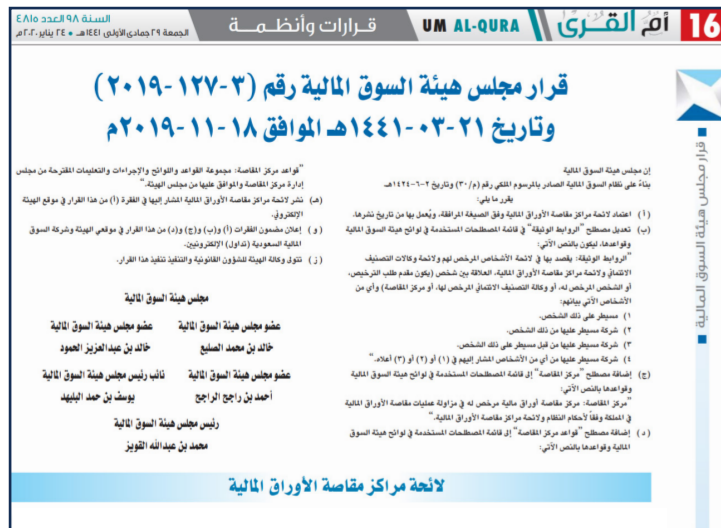 16
أم القرى
UM AL-QURA
قـرارات وأنظـمــة
السنة ٩٨ العدد ٤٨١٥
الجمعة ٢٩ جمادى الأولى ١٤٤١هـ • ٢٤ يناير ٢٠٢٠م
قرار مجلس هيئة السوق المالية
قرار مجلس هيئة السوق المالية رقم (٣-١٢٧-٢٠١٩)
وتاريخ ٢١-٠٣-١٤٤١هـ الموافق ١٨-١١-٢٠١٩م
إن مجلس هيئة السوق المالية
بناءً على نظام السوق المالية الصادر بالمرسوم الملكي رقم (م/٣٠) وتاريخ ٢-٦-١٤٢٤هـ
يقرر ما يلي:
(أ) اعتماد لائحة مراكز مقاصة الأوراق المالية وفق الصيغة المرافقة، ويُعمل بها من تاريخ نشرها.
(ب) تعديل مصطلح "الروابط الوثيقة" في قائمة المصطلحات المستخدمة في لوائح هيئة السوق المالية
وقواعدها، ليكون بالنص الآتي:
"الروابط الوثيقة: يقصد بها في لائحة الأشخاص المرخص لهم ولائحة وكالات التصنيف
الائتماني ولائحة مراكز مقاصة الأوراق المالية، العلاقة بين شخص (يكون مقدم طلب الترخيص،
أو الشخص المرخص له، أو وكالة التصنيف الائتماني المرخص لها، أو مركز المقاصة) وأي من
الأشخاص الآتي بيانهم:
١) مسيطر على ذلك الشخص.
٢) شركة مسيطر عليها من ذلك الشخص.
٣) شركة مسيطر عليها من قبل مسيطر على ذلك الشخص.
٤) شركة مسيطر عليها من أي من الأشخاص المشار إليهم في (١) أو (٢) أو (٣) أعلاه."
(ج) إضافة مصطلح "مركز المقاصة" إلى قائمة المصطلحات المستخدمة في لوائح هيئة السوق المالية
وقواعدها بالنص الآتي:
"مركز المقاصة: مركز مقاصة أوراق مالية مرخص له في مزاولة عمليات مقاصة الأوراق المالية
في المملكة وفقاً لأحكام النظام ولائحة مراكز مقاصة الأوراق المالية."
(د) إضافة مصطلح "قواعد مركز المقاصة" إلى قائمة المصطلحات المستخدمة في لوائح هيئة السوق
المالية وقواعدها بالنص الآتي:
"قواعد مركز المقاصة: مجموعة القواعد واللوائح والإجراءات والتعليمات المقترحة من مجلس
إدارة مركز المقاصة والموافق عليها من مجلس الهيئة."
(هـ) نشر لائحة مراكز مقاصة الأوراق المالية المشار إليها في الفقرة (أ) من هذا القرار في موقع الهيئة
الإلكتروني.
(و) إعلان مضمون الفقرات (أ) و(ب) و(ج) و(د) من هذا القرار في موقعي الهيئة وشركة السوق
المالية السعودية (تداول) الإلكترونيين.
(ز) تتولى وكالة الهيئة للشؤون القانونية والتنفيذ تنفيذ هذا القرار.
مجلس هيئة السوق المالية
عضو مجلس هيئة السوق المالية
خالد بن محمد الصليع
عضو مجلس هيئة السوق المالية
خالد بن عبدالعزيز الحمود
عضو مجلس هيئة السوق المالية
أحمد بن راجح الراجح
نائب رئيس مجلس هيئة السوق المالية
يوسف بن حمد البليهد
رئيس مجلس هيئة السوق المالية
محمد بن عبدالله القويز
لائحة مراكز مقاصة الأوراق المالية